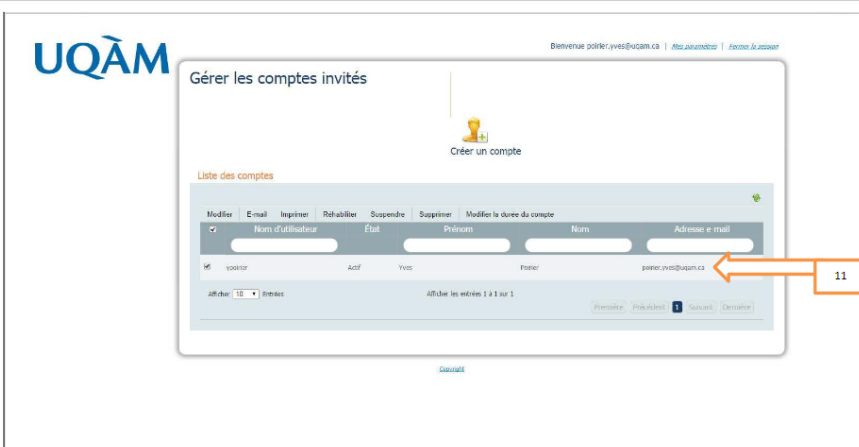 UQÀM
Bienvenue poirier.yves@uqam.ca | Mes paramètres | Fermer la session
Gérer les comptes invités
Créer un compte
Liste des comptes
Modifier E-mail Imprimer Réhabiliter Suspendre Supprimer Modifier la durée du compte
Nom d'utilisateur État Prénom Nom Adresse e-mail
Actif Yves Poirier poirier.yves@uqam.ca
11
Afficher 10 Entrées Afficher les entrées 1 à 1 sur 1
Première Précédent 1 Suivant Dernière
Copyright